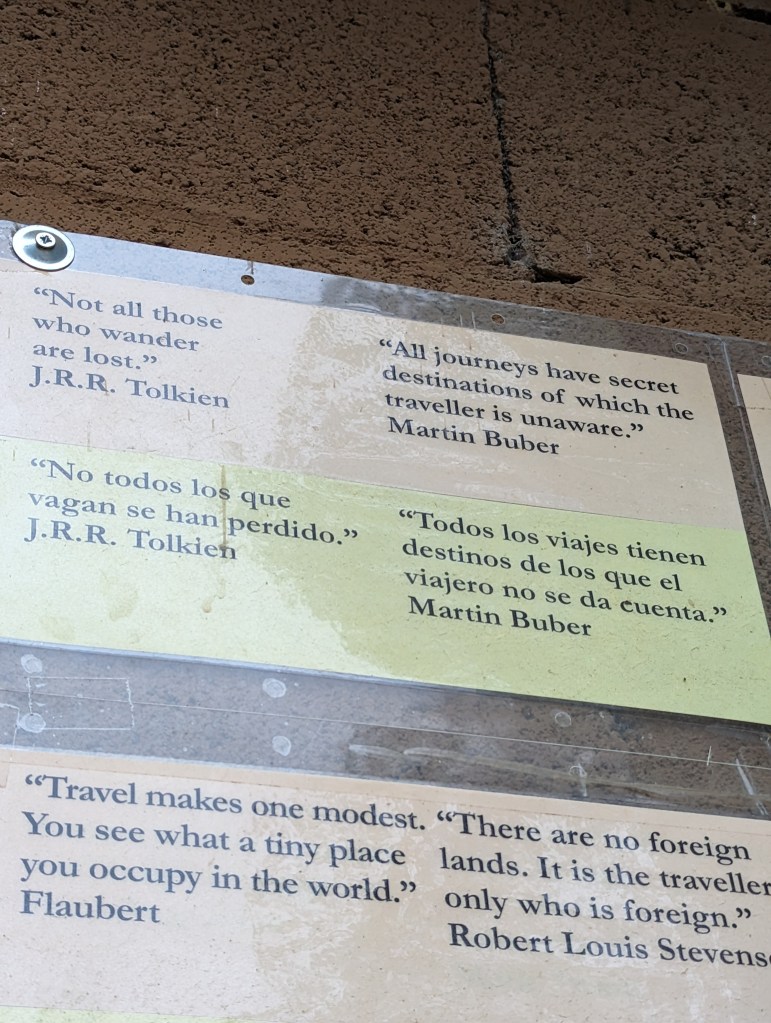 “Not all those
who wander
are lost.”
J.R.R. Tolkien
“All journeys have secret
destinations of which the
traveller is unaware.”
Martin Buber
“No todos los que
vagan se han perdido.”
J.R.R. Tolkien
“Todos los viajes tienen
destinos de los que el
viajero no se da cuenta.”
Martin Buber
“Travel makes one modest.
You see what a tiny place
you occupy in the world.”
Flaubert
“There are no foreign
lands. It is the traveller
only who is foreign.”
Robert Louis